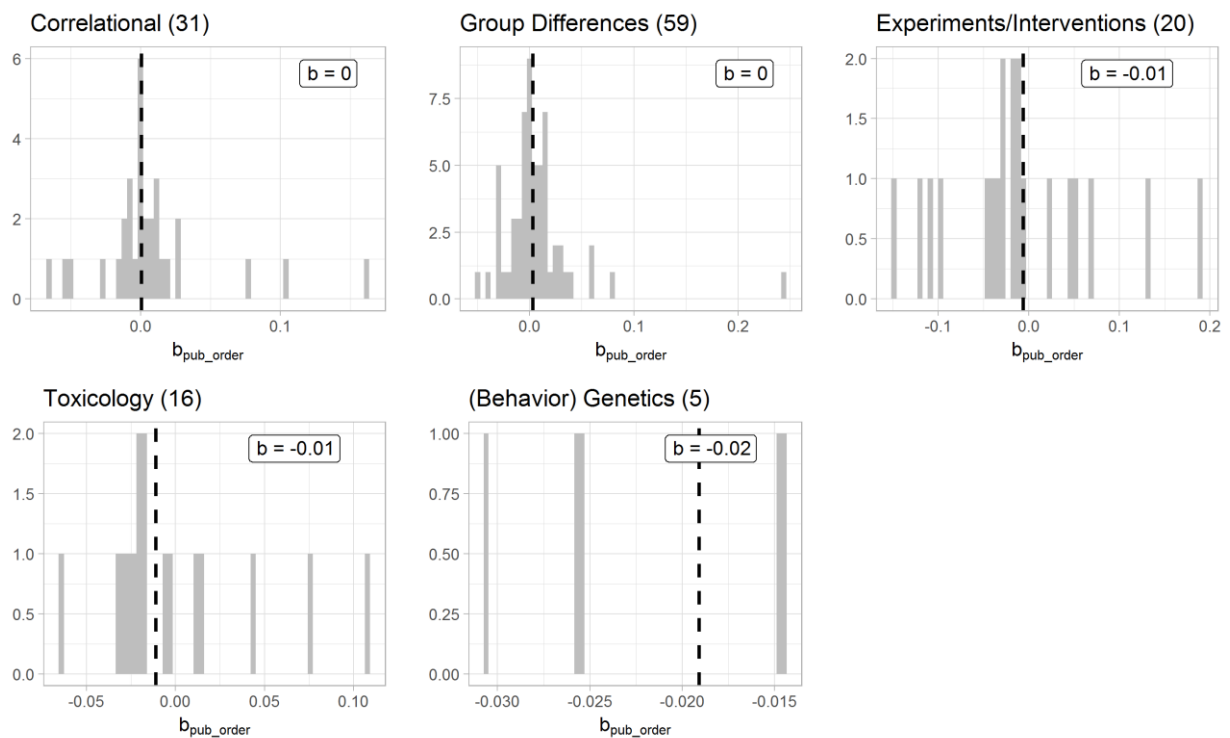 Correlational (31)
6
4
2
0
b = 0
0.0
0.1
b_pub_order
Group Differences (59)
7.5
5.0
2.5
0.0
b = 0
0.0
0.1
0.2
b_pub_order
Experiments/Interventions (20)
2.0
1.5
1.0
0.5
0.0
b = -0.01
-0.1
0.0
0.1
0.2
b_pub_order
Toxicology (16)
2.0
1.5
1.0
0.5
0.0
b = -0.01
-0.05
0.00
0.05
0.10
b_pub_order
(Behavior) Genetics (5)
1.00
0.75
0.50
0.25
0.00
b = -0.02
-0.030
-0.025
-0.020
-0.015
b_pub_order